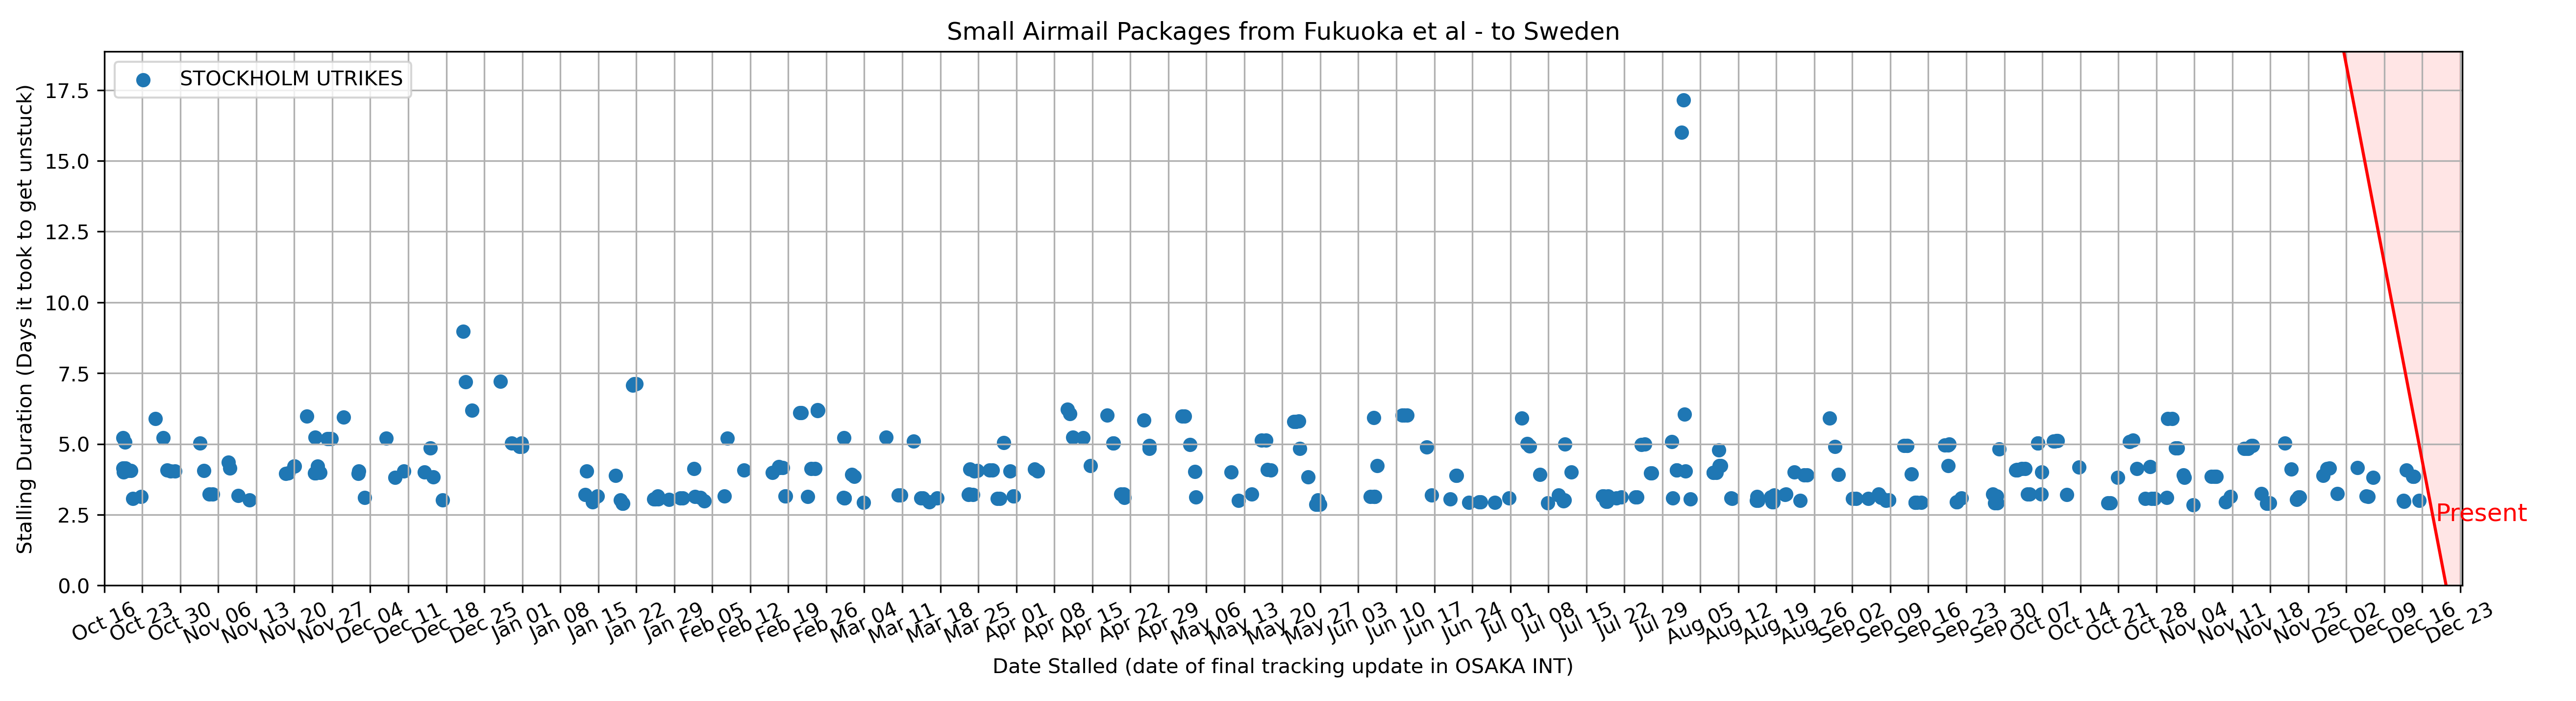 Small Airmail Packages from Fukuoka et al - to Sweden
STOCKHOLM UTRIKES
Stalling Duration (Days it took to get unstuck)
17.5
15.0
12.5
10.0
7.5
5.0
2.5
0.0
Present
Oct 16 Oct 23 Oct 30 Nov 06 Nov 13 Nov 20 Nov 27 Dec 04 Dec 11 Dec 18 Dec 25 Jan 01 Jan 08 Jan 15 Jan 22 Jan 29 Feb 05 Feb 12 Feb 19 Feb 26 Mar 04 Mar 11 Mar 18 Mar 25 Apr 01 Apr 08 Apr 15 Apr 22 Apr 29 May 06 May 13 May 20 May 27 Jun 03 Jun 10 Jun 17 Jun 24 Jul 01 Jul 08 Jul 15 Jul 22 Jul 29 Aug 05 Aug 12 Aug 19 Aug 26 Sep 02 Sep 09 Sep 16 Sep 23 Sep 30 Oct 07 Oct 14 Oct 21 Oct 28 Nov 04 Nov 11 Nov 18 Nov 25 Dec 02 Dec 09 Dec 16 Dec 23
Date Stalled (date of final tracking update in OSAKA INT)